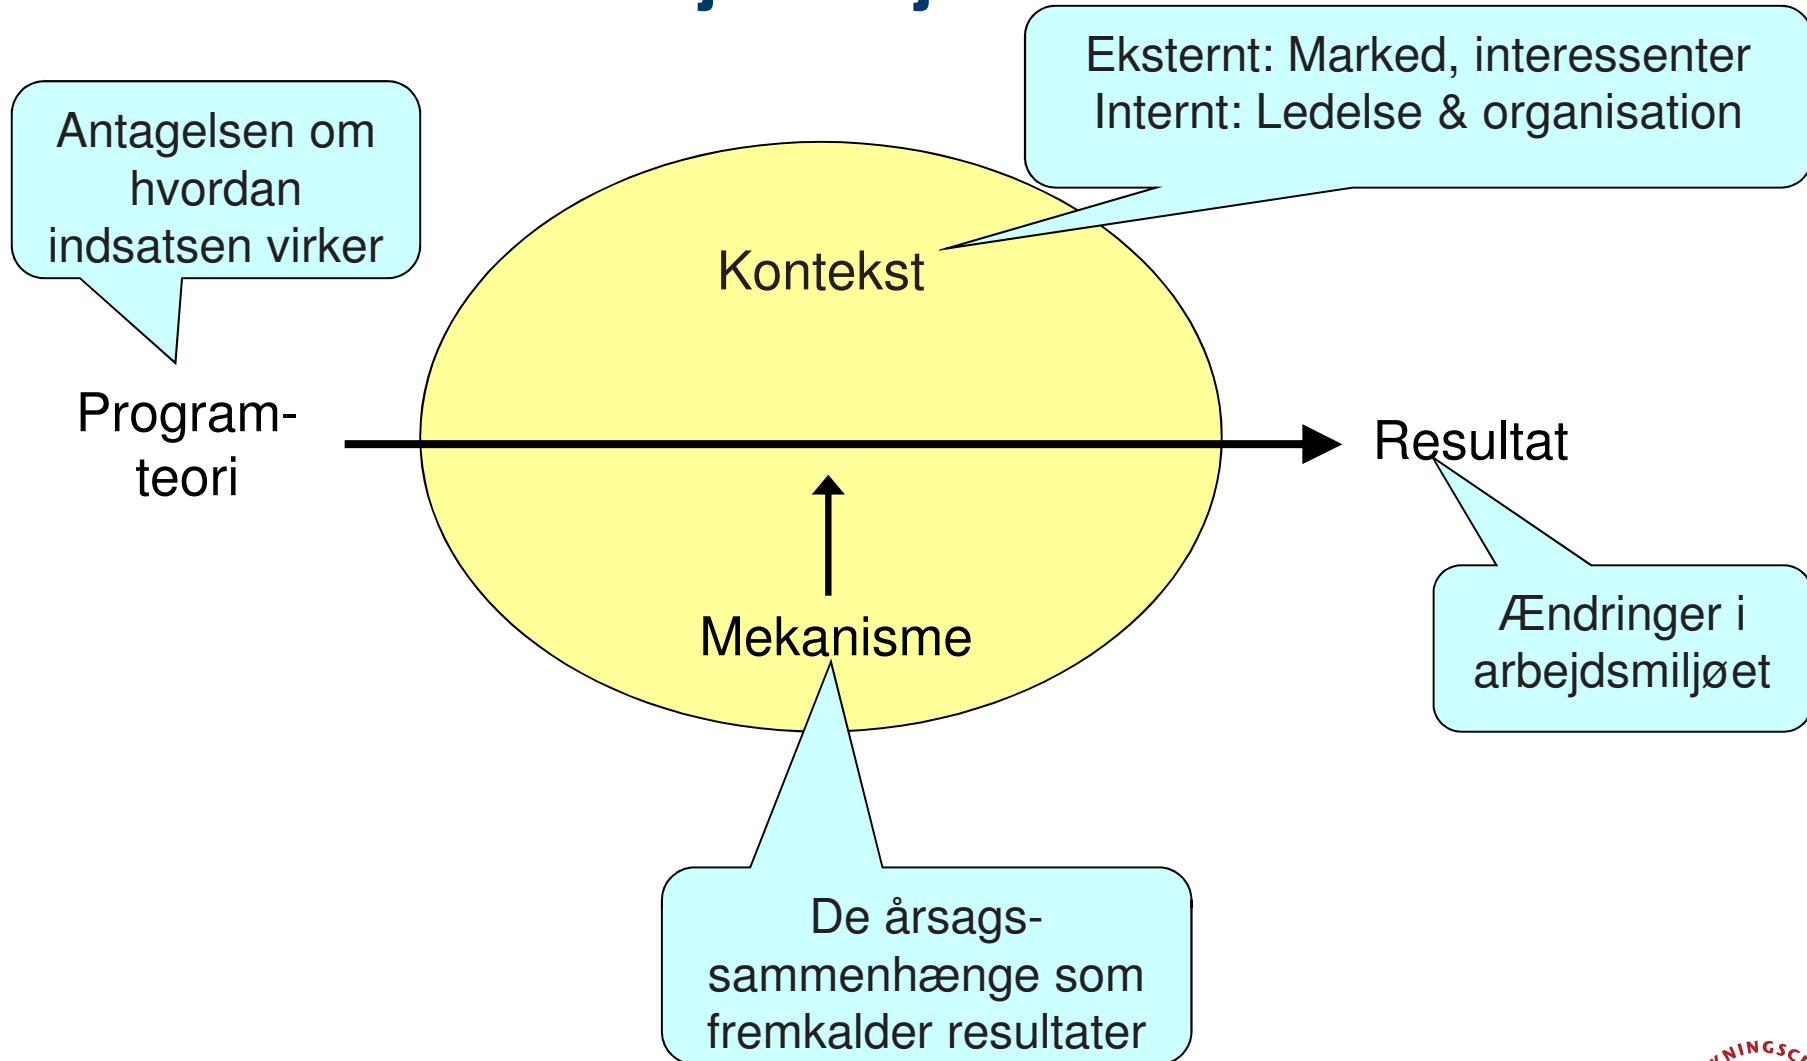 Eksternt: Marked, interessenter
Internt: Ledelse & organisation
Antagelsen om
hvordan
indsatsen virker
Kontekst
Program-
teori
Resultat
Mekanisme
Ændringer i
arbejdsmiljøet
De årsags-
sammenhænge som
fremkalder resultater